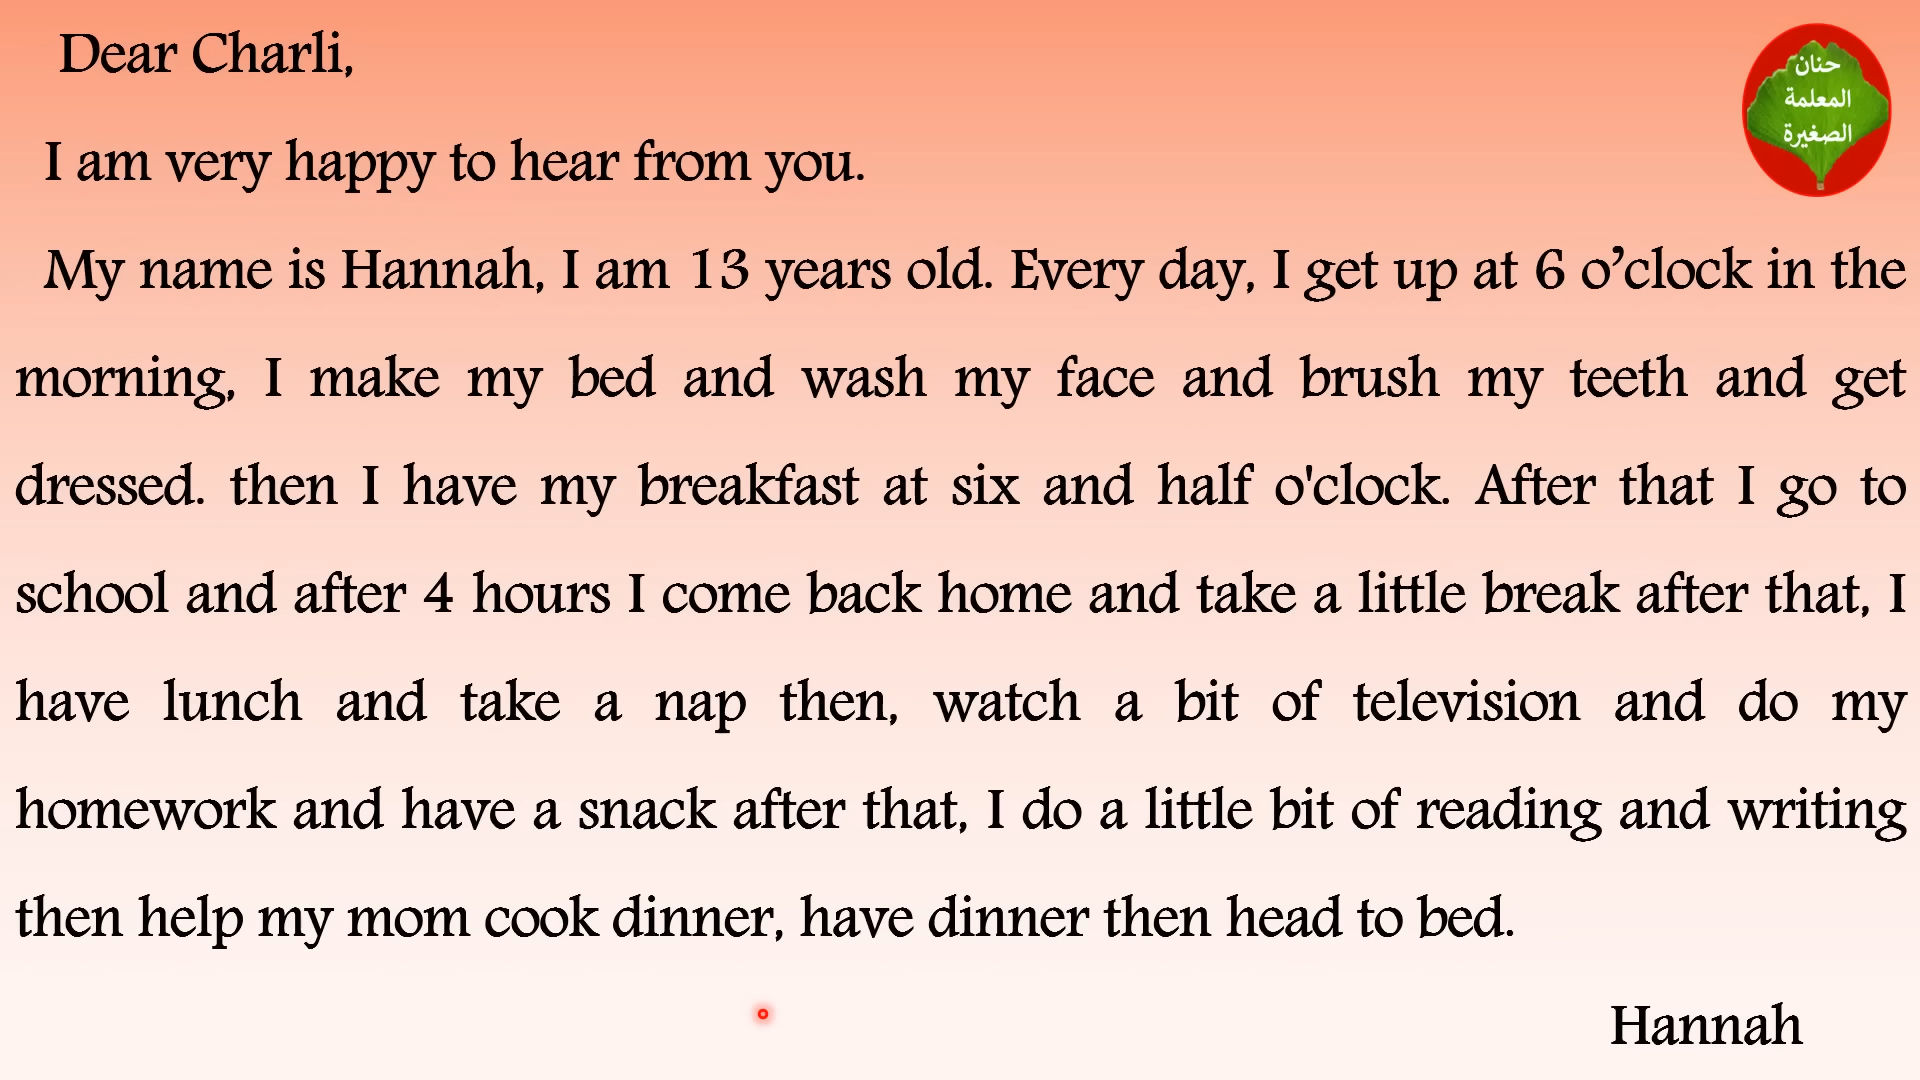 Dear Charli,
حنان
المعلمة
الصغيرة
I am very happy to hear from you.
My name is Hannah, I am 13 years old. Every day, I get up at 6 o’clock in the
morning, I make my bed and wash my face and brush my teeth and get
dressed. then I have my breakfast at six and half o'clock. After that I go to
school and after 4 hours I come back home and take a little break after that, I
have lunch and take a nap then, watch a bit of television and do my
homework and have a snack after that, I do a little bit of reading and writing
then help my mom cook dinner, have dinner then head to bed.
Hannah